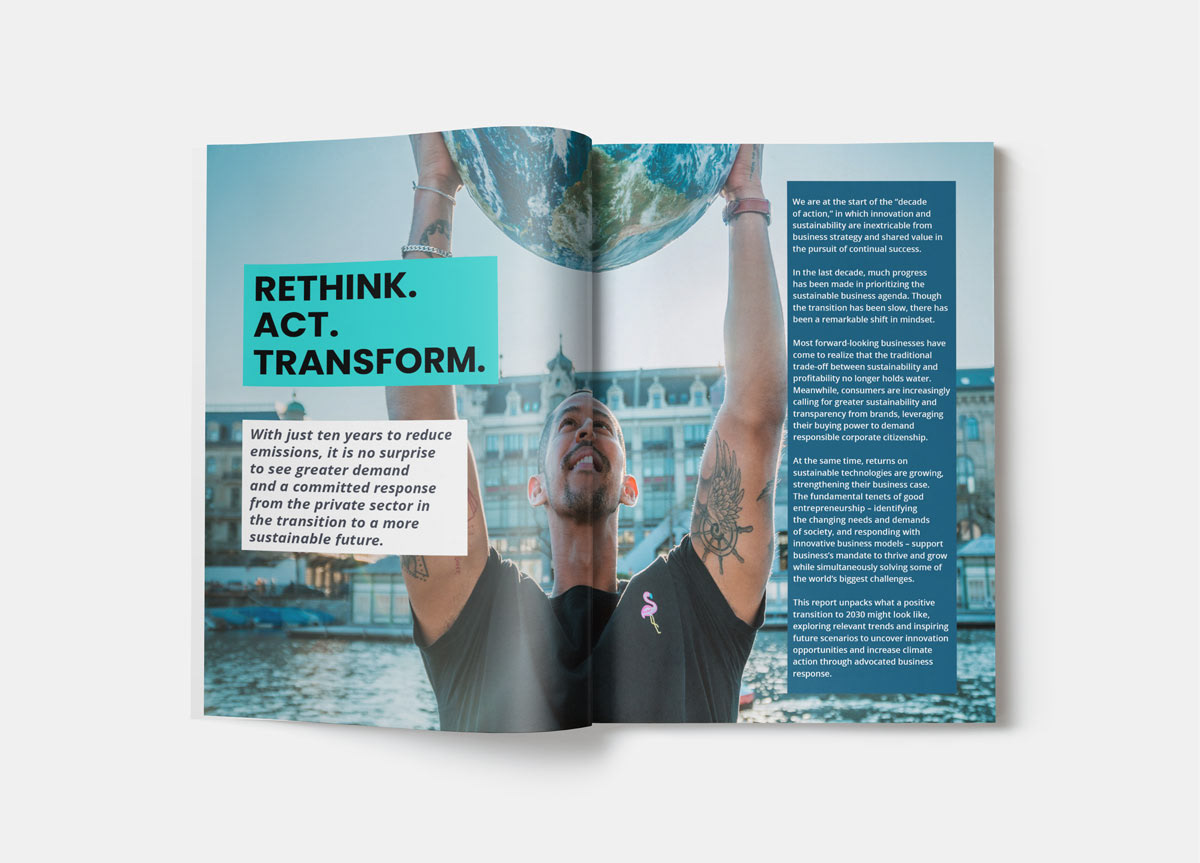 RETHINK.
ACT.
TRANSFORM.
With just ten years to reduce
emissions, it is no surprise
to see greater demand
and a committed response
from the private sector in
the transition to a more
sustainable future.
We are at the start of the “decade
of action,” in which innovation and
sustainability are inextricable from
business strategy and shared value in
the pursuit of continual success.
In the last decade, much progress
has been made in prioritizing the
sustainable business agenda. Though
the transition has been slow, there has
been a remarkable shift in mindset.
Most forward-looking businesses have
come to realize that the traditional
trade-off between sustainability and
profitability no longer holds water.
Meanwhile, consumers are increasingly
calling for greater sustainability and
transparency from brands, leveraging
their buying power to demand
responsible corporate citizenship.
At the same time, returns on
sustainable technologies are growing,
strengthening their business case.
The fundamental tenets of good
entrepreneurship – identifying
the changing needs and demands
of society, and responding with
innovative business models – support
business’s mandate to thrive and grow
while simultaneously solving some of
the world’s biggest challenges.
This report unpacks what a positive
transition to 2030 might look like,
exploring relevant trends and inspiring
future scenarios to uncover innovation
opportunities and increase climate
action through advocated business
response.